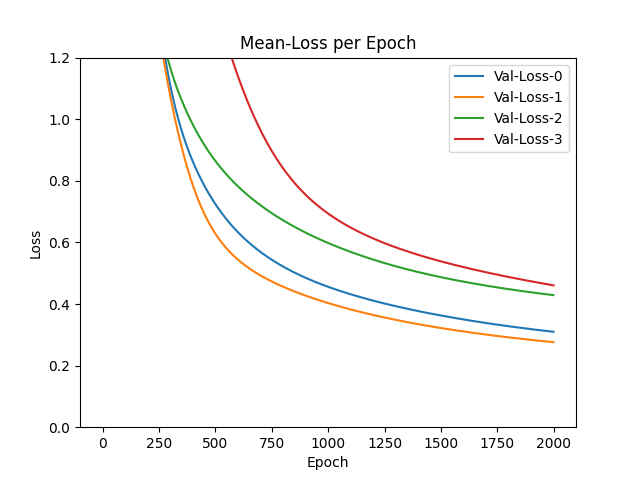 Mean-Loss per Epoch
Loss
1.2
1.0
0.8
0.6
0.4
0.2
0.0
Val-Loss-0
Val-Loss-1
Val-Loss-2
Val-Loss-3
0 250 500 750 1000 1250 1500 1750 2000
Epoch